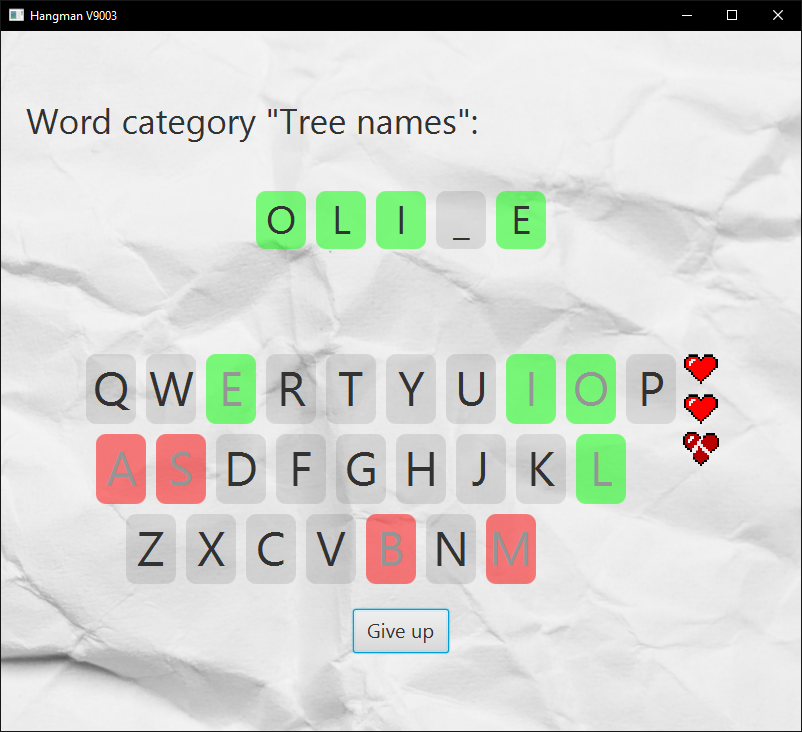 Hangman V9003
Word category "Tree names":
O L I _ E
Q W E R T Y U I O P
A S D F G H J K L
Z X C V B N M
Give up